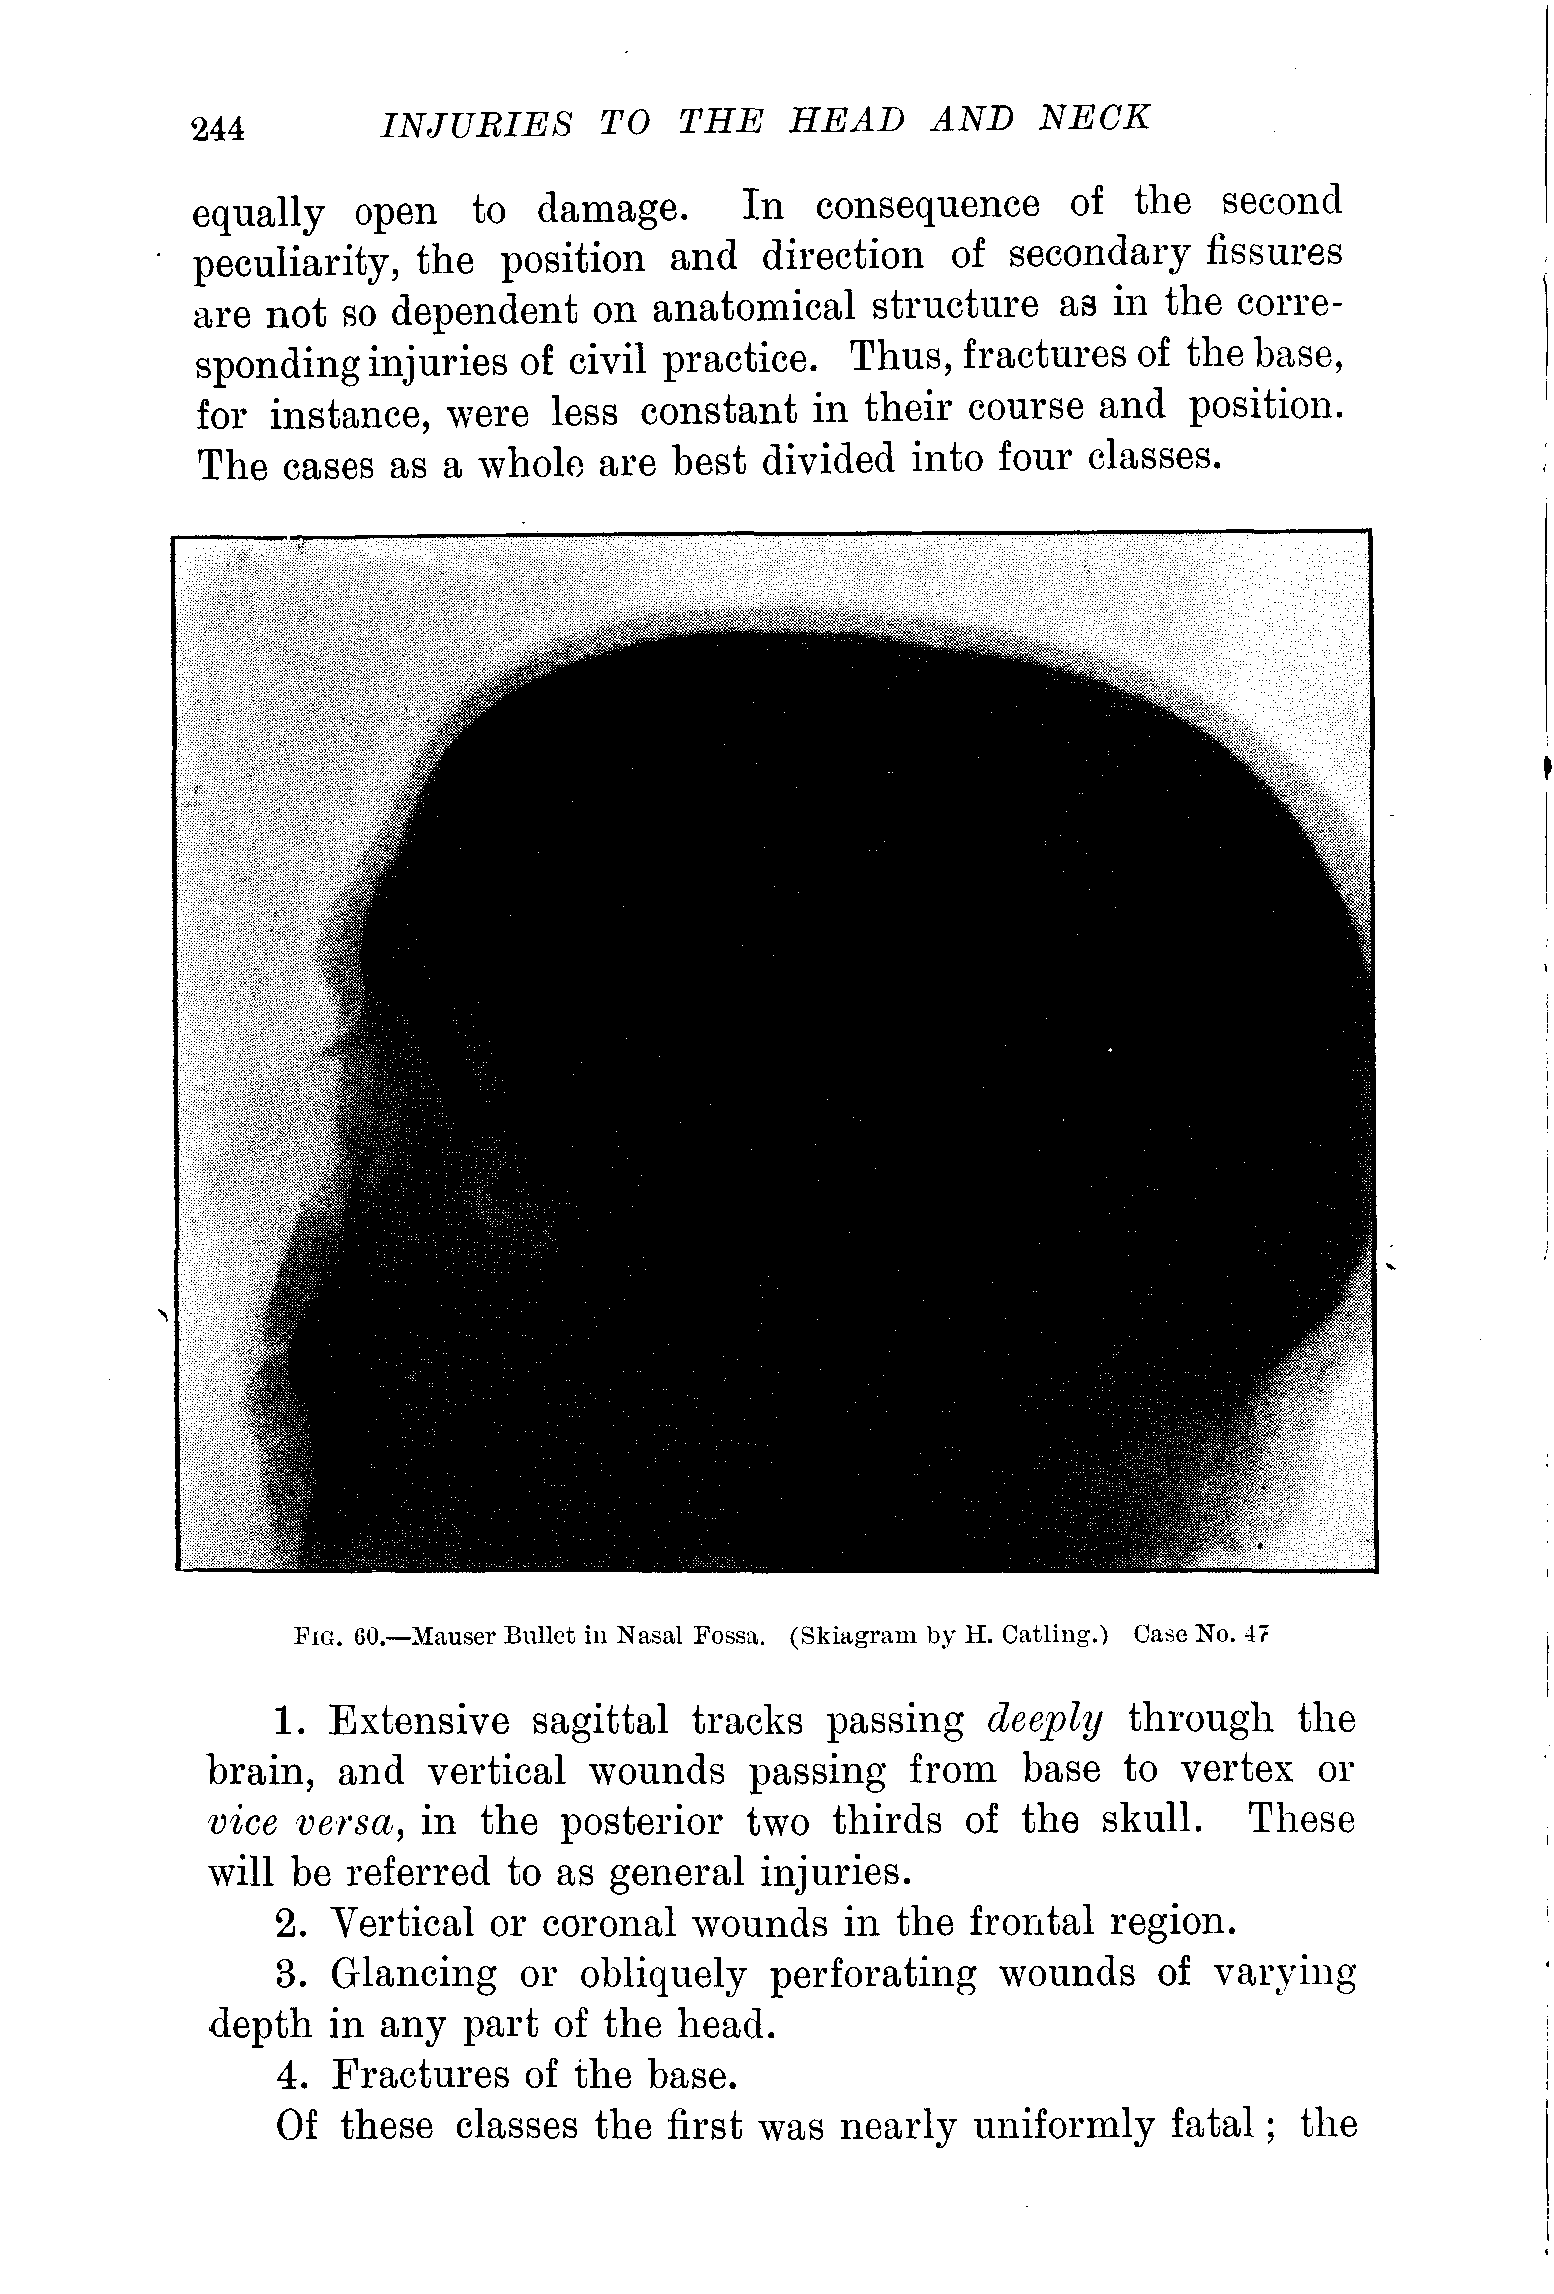 244 INJURIES TO THE HEAD AND NECK
equally open to damage. In consequence of the second
peculiarity, the position and direction of secondary fissures
are not so dependent on anatomical structure as in the corre-
sponding injuries of civil practice. Thus, fractures of the base,
for instance, were less constant in their course and position.
The cases as a whole are best divided into four classes.
FIG. 60.—Mauser Bullet in Nasal Fossa. (Skiagram by H. Catling.) Case No. 47
1. Extensive sagittal tracks passing deeply through the
brain, and vertical wounds passing from base to vertex or
vice versa, in the posterior two thirds of the skull. These
will be referred to as general injuries.
2. Vertical or coronal wounds in the frontal region.
3. Glancing or obliquely perforating wounds of varying
depth in any part of the head.
4. Fractures of the base.
Of these classes the first was nearly uniformly fatal; the